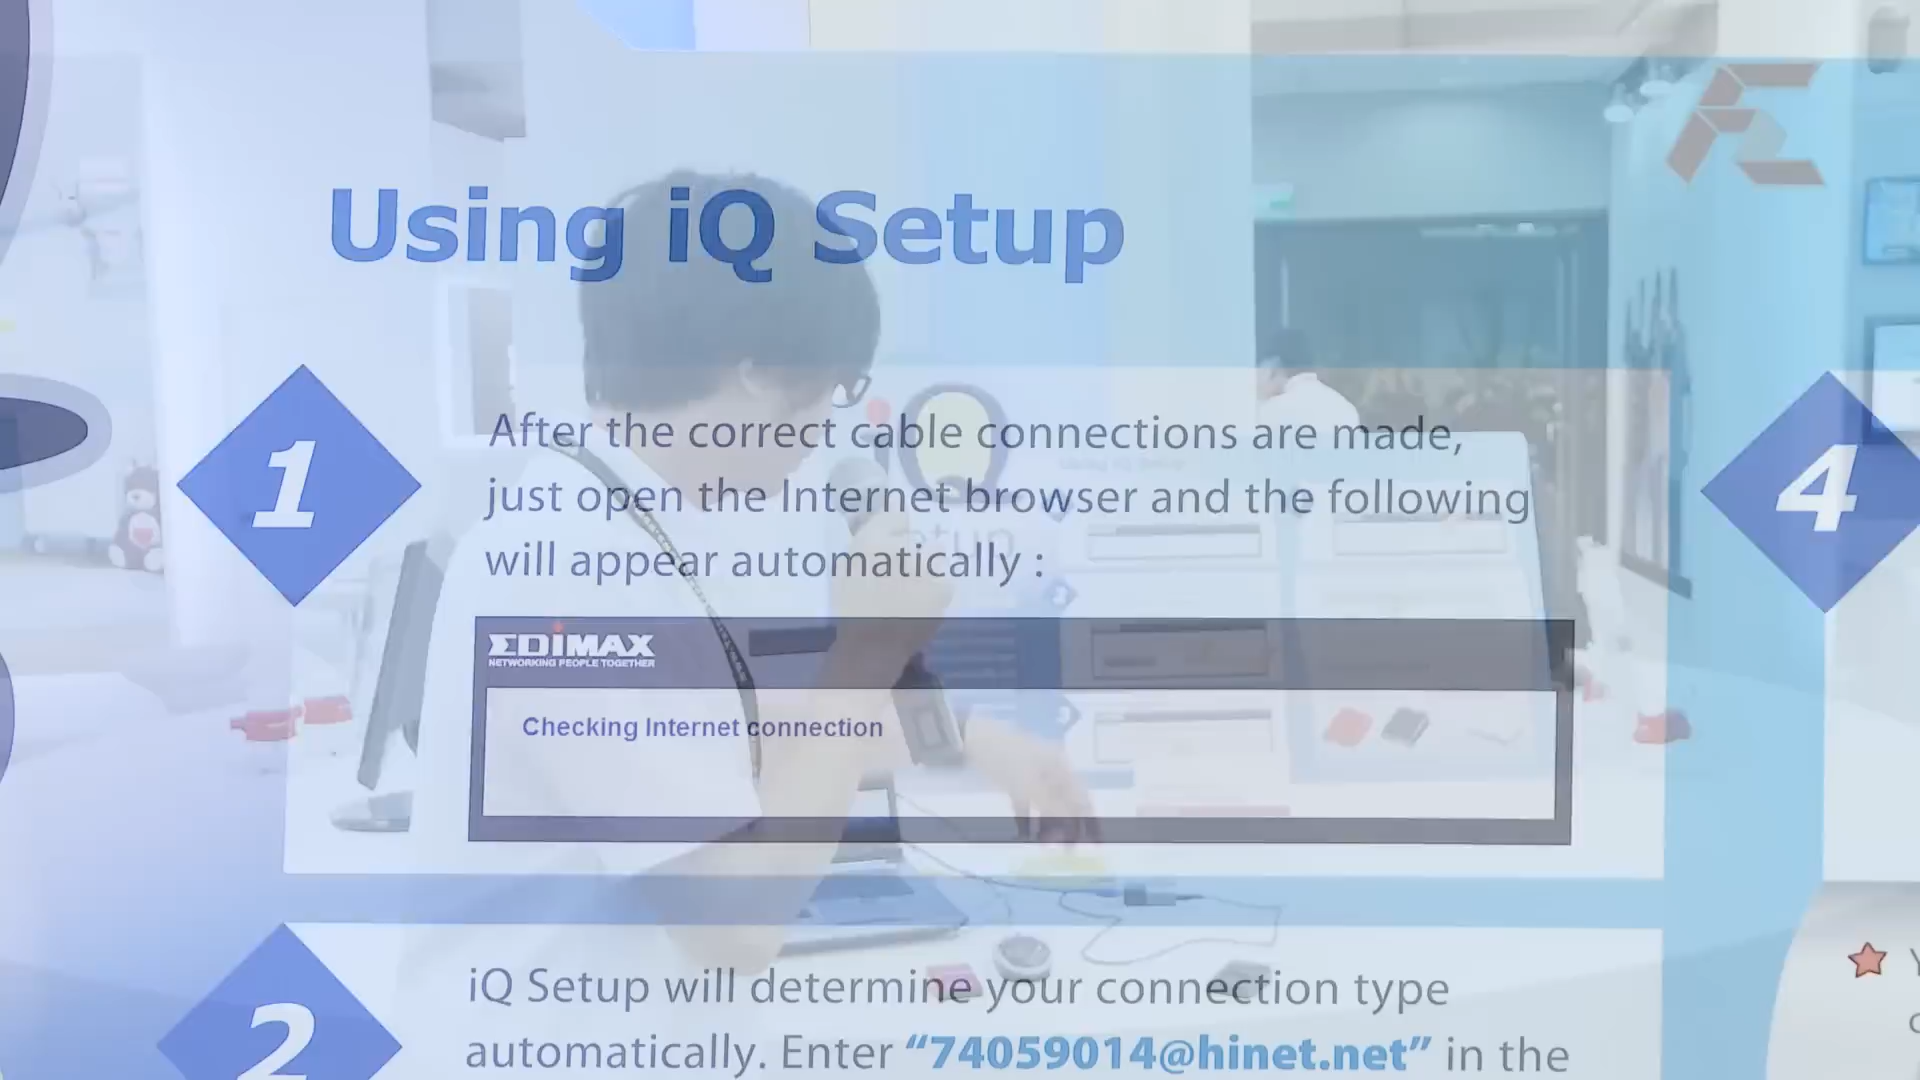 Using iQ Setup
1
After the correct cable connections are made,
just open the Internet browser and the following
will appear automatically :
EDIMAX
NETWORKING PEOPLE TOGETHER
Checking Internet connection
2
iQ Setup will determine your connection type
automatically. Enter “74059014@hinet.net” in the
4